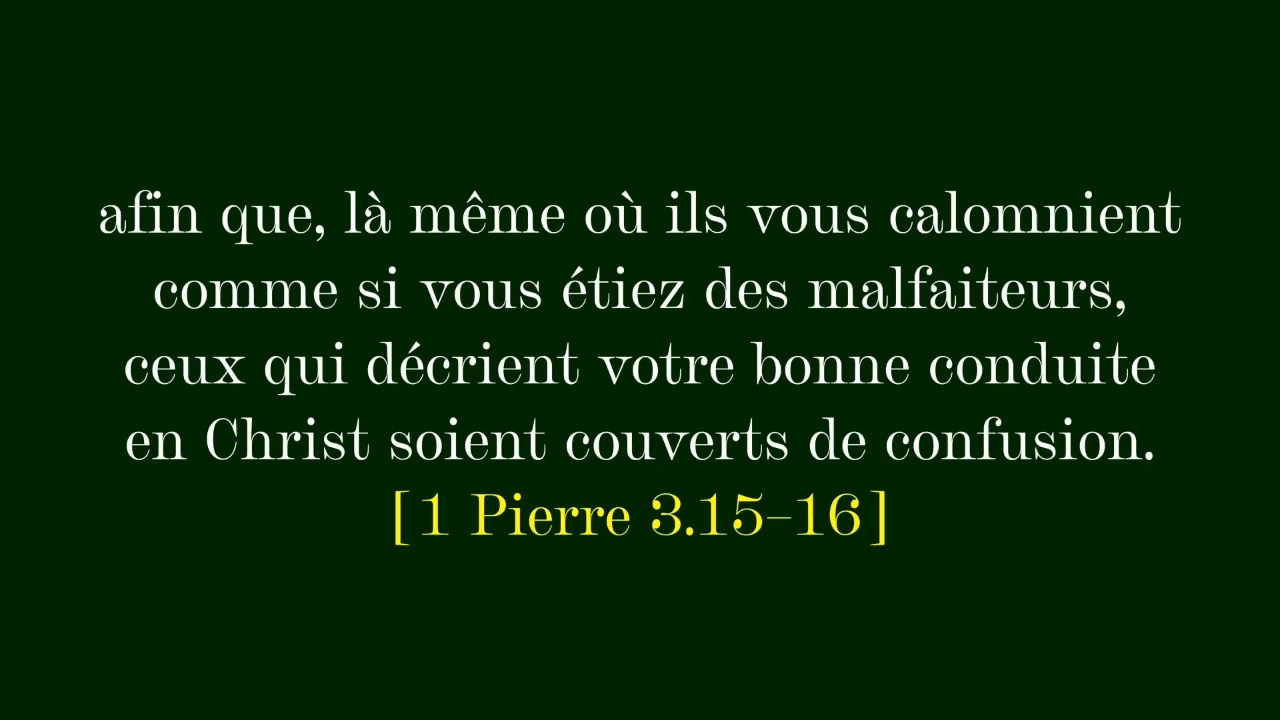 afin que, là même où ils vous calomnient
comme si vous étiez des malfaiteurs,
ceux qui décrient votre bonne conduite
en Christ soient couverts de confusion.
[ 1 Pierre 3.15–16 ]